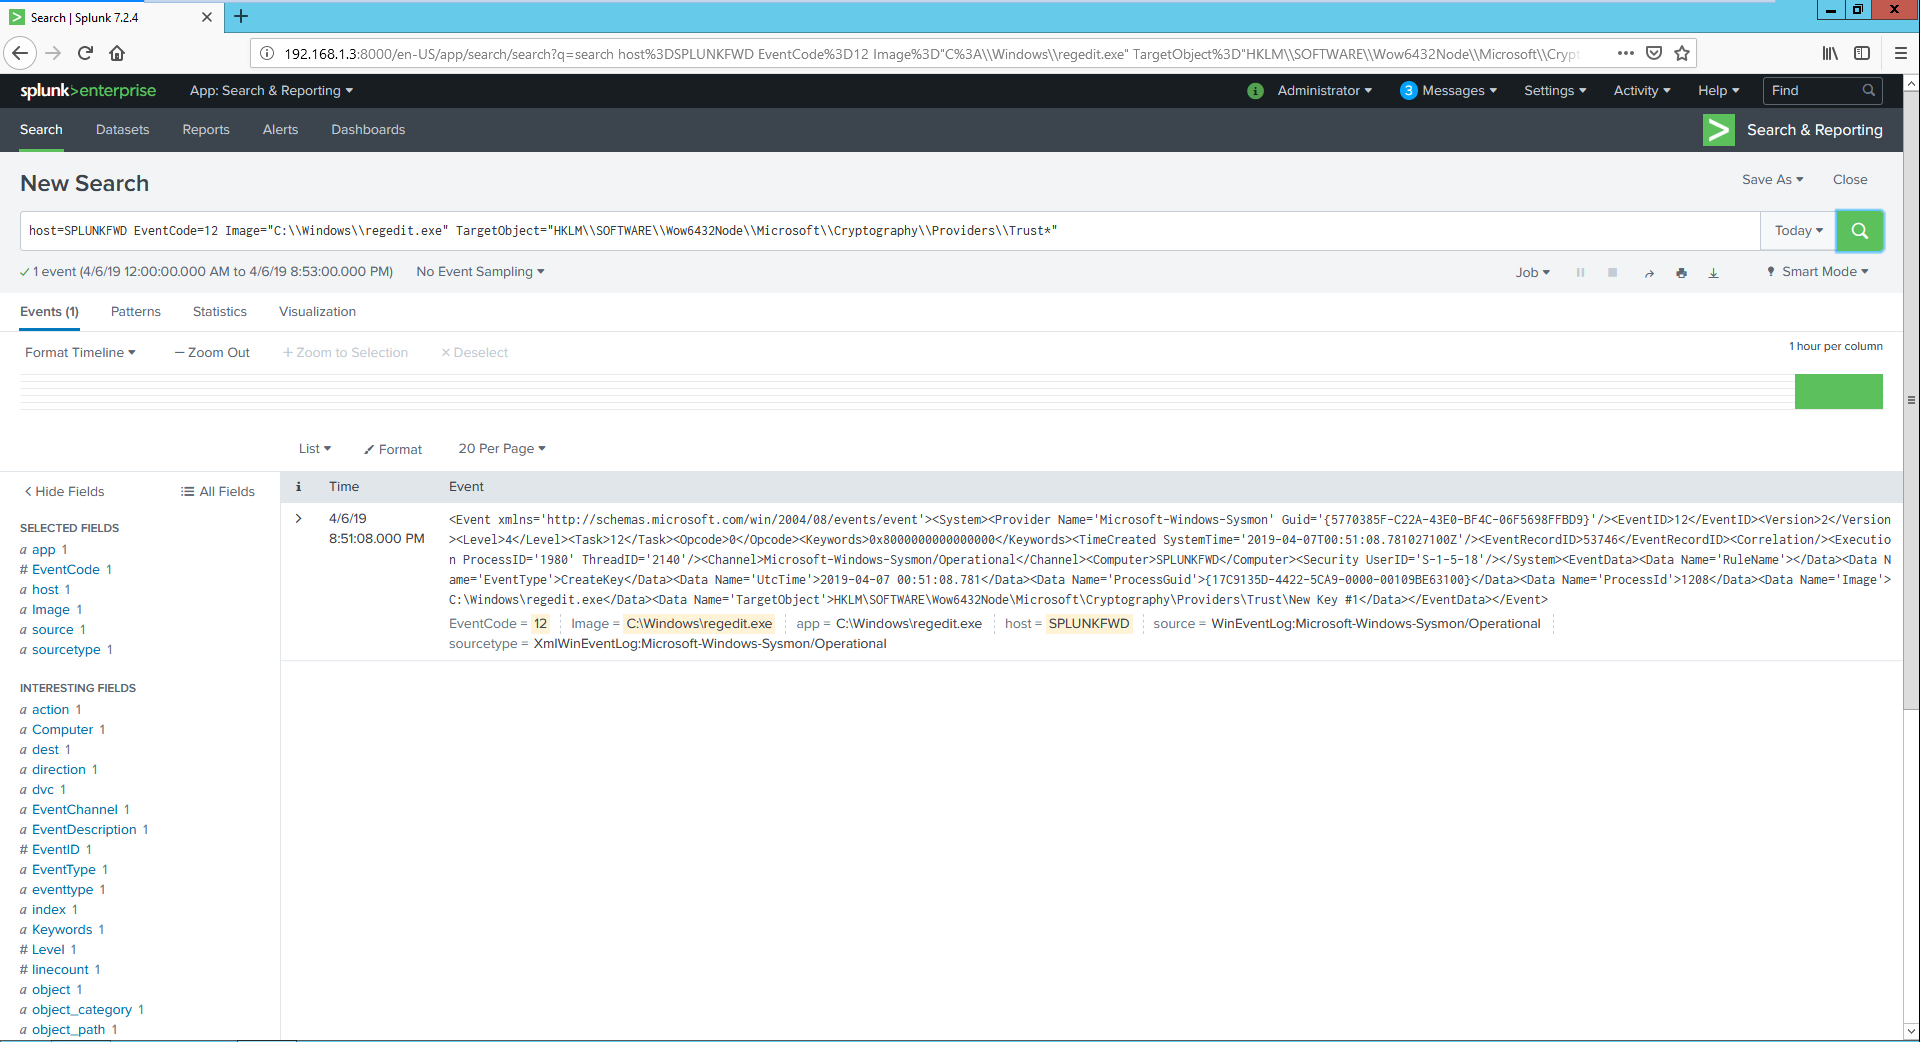 Search | Splunk 7.2.4
192.168.1.3:8000/en-US/app/search/search?q=search host%3DSPLUNKFWD EventCode%3D12 Image%3D"C%3A\\Windows\\regedit.exe" TargetObject%3D"HKLM\\SOFTWARE\\Wow6432Node\\Microsoft\\Crypt
splunk>enterprise App: Search & Reporting
i Administrator 3 Messages Settings Activity Help Find
Search Datasets Reports Alerts Dashboards
Search & Reporting
New Search
Save As Close
host=SPLUNKFWD EventCode=12 Image="C:\\Windows\\regedit.exe" TargetObject="HKLM\\SOFTWARE\\Wow6432Node\\Microsoft\\Cryptography\\Providers\\Trust*"
Today
1 event (4/6/19 12:00:00.000 AM to 4/6/19 8:53:00.000 PM) No Event Sampling
Job Smart Mode
Events (1) Patterns Statistics Visualization
Format Timeline — Zoom Out + Zoom to Selection × Deselect
1 hour per column
List Format 20 Per Page
Hide Fields All Fields
i Time Event
SELECTED FIELDS
a app 1
# EventCode 1
a host 1
a Image 1
a source 1
a sourcetype 1
INTERESTING FIELDS
a action 1
a Computer 1
a dest 1
a direction 1
a dvc 1
a EventChannel 1
a EventDescription 1
# EventID 1
a EventType 1
a eventtype 1
a index 1
a Keywords 1
# Level 1
# linecount 1
a object 1
a object_category 1
a object_path 1
4/6/19
8:51:08.000 PM
<Event xmlns='http://schemas.microsoft.com/win/2004/08/events/event'><System><Provider Name='Microsoft-Windows-Sysmon' Guid='{5770385F-C22A-43E0-BF4C-06F5698FFBD9}'/><EventID>12</EventID><Version>2</Version
><Level>4</Level><Task>12</Task><Opcode>0</Opcode><Keywords>0x8000000000000000</Keywords><TimeCreated SystemTime='2019-04-07T00:51:08.781027100Z'/><EventRecordID>53746</EventRecordID><Correlation/><Executio
n ProcessID='1980' ThreadID='2140'/><Channel>Microsoft-Windows-Sysmon/Operational</Channel><Computer>SPLUNKFWD</Computer><Security UserID='S-1-5-18'/></System><EventData><Data Name='RuleName'></Data><Data N
ame='EventType'>CreateKey</Data><Data Name='UtcTime'>2019-04-07 00:51:08.781</Data><Data Name='ProcessGuid'>{17C9135D-4422-5CA9-0000-00109BE63100}</Data><Data Name='ProcessId'>1208</Data><Data Name='Image'>
C:\Windows\regedit.exe</Data><Data Name='TargetObject'>HKLM\SOFTWARE\Wow6432Node\Microsoft\Cryptography\Providers\Trust\New Key #1</Data></EventData></Event>
EventCode = 12 Image = C:\Windows\regedit.exe app = C:\Windows\regedit.exe host = SPLUNKFWD source = WinEventLog:Microsoft-Windows-Sysmon/Operational
sourcetype = XmlWinEventLog:Microsoft-Windows-Sysmon/Operational